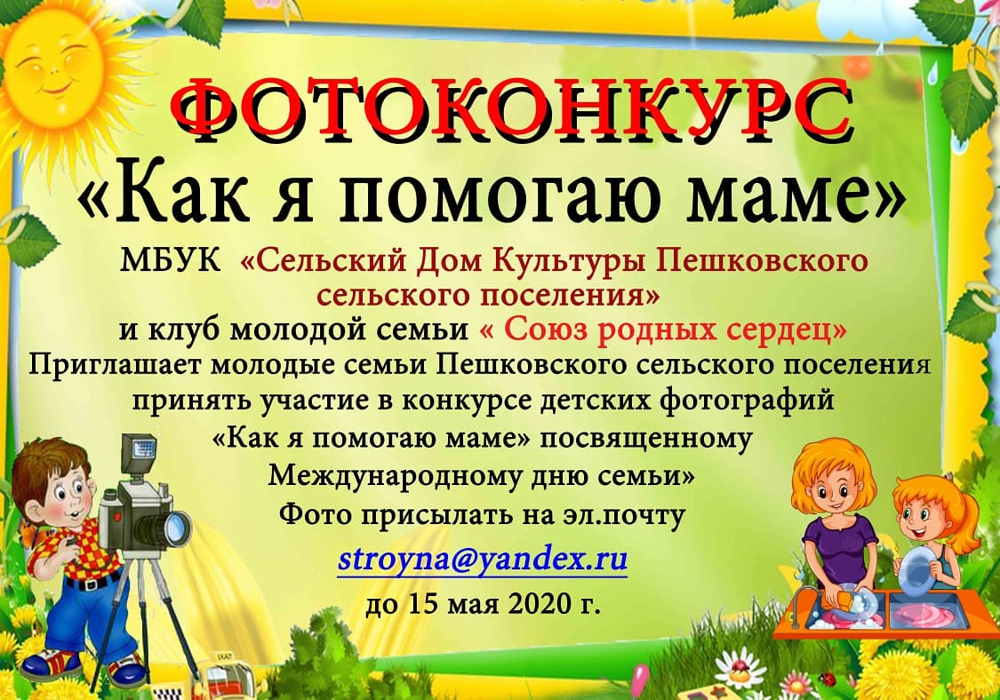 ФОТОКОНКУРС
«Как я помогаю маме»
МБУК «Сельский Дом Культуры Пешковского
сельского поселения»
и клуб молодой семьи « Союз родных сердец»
Приглашает молодые семьи Пешковского сельского поселения
принять участие в конкурсе детских фотографий
«Как я помогаю маме» посвященному
Международному дню семьи»
Фото присылать на эл.почту
stroyna@yandex.ru
до 15 мая 2020 г.